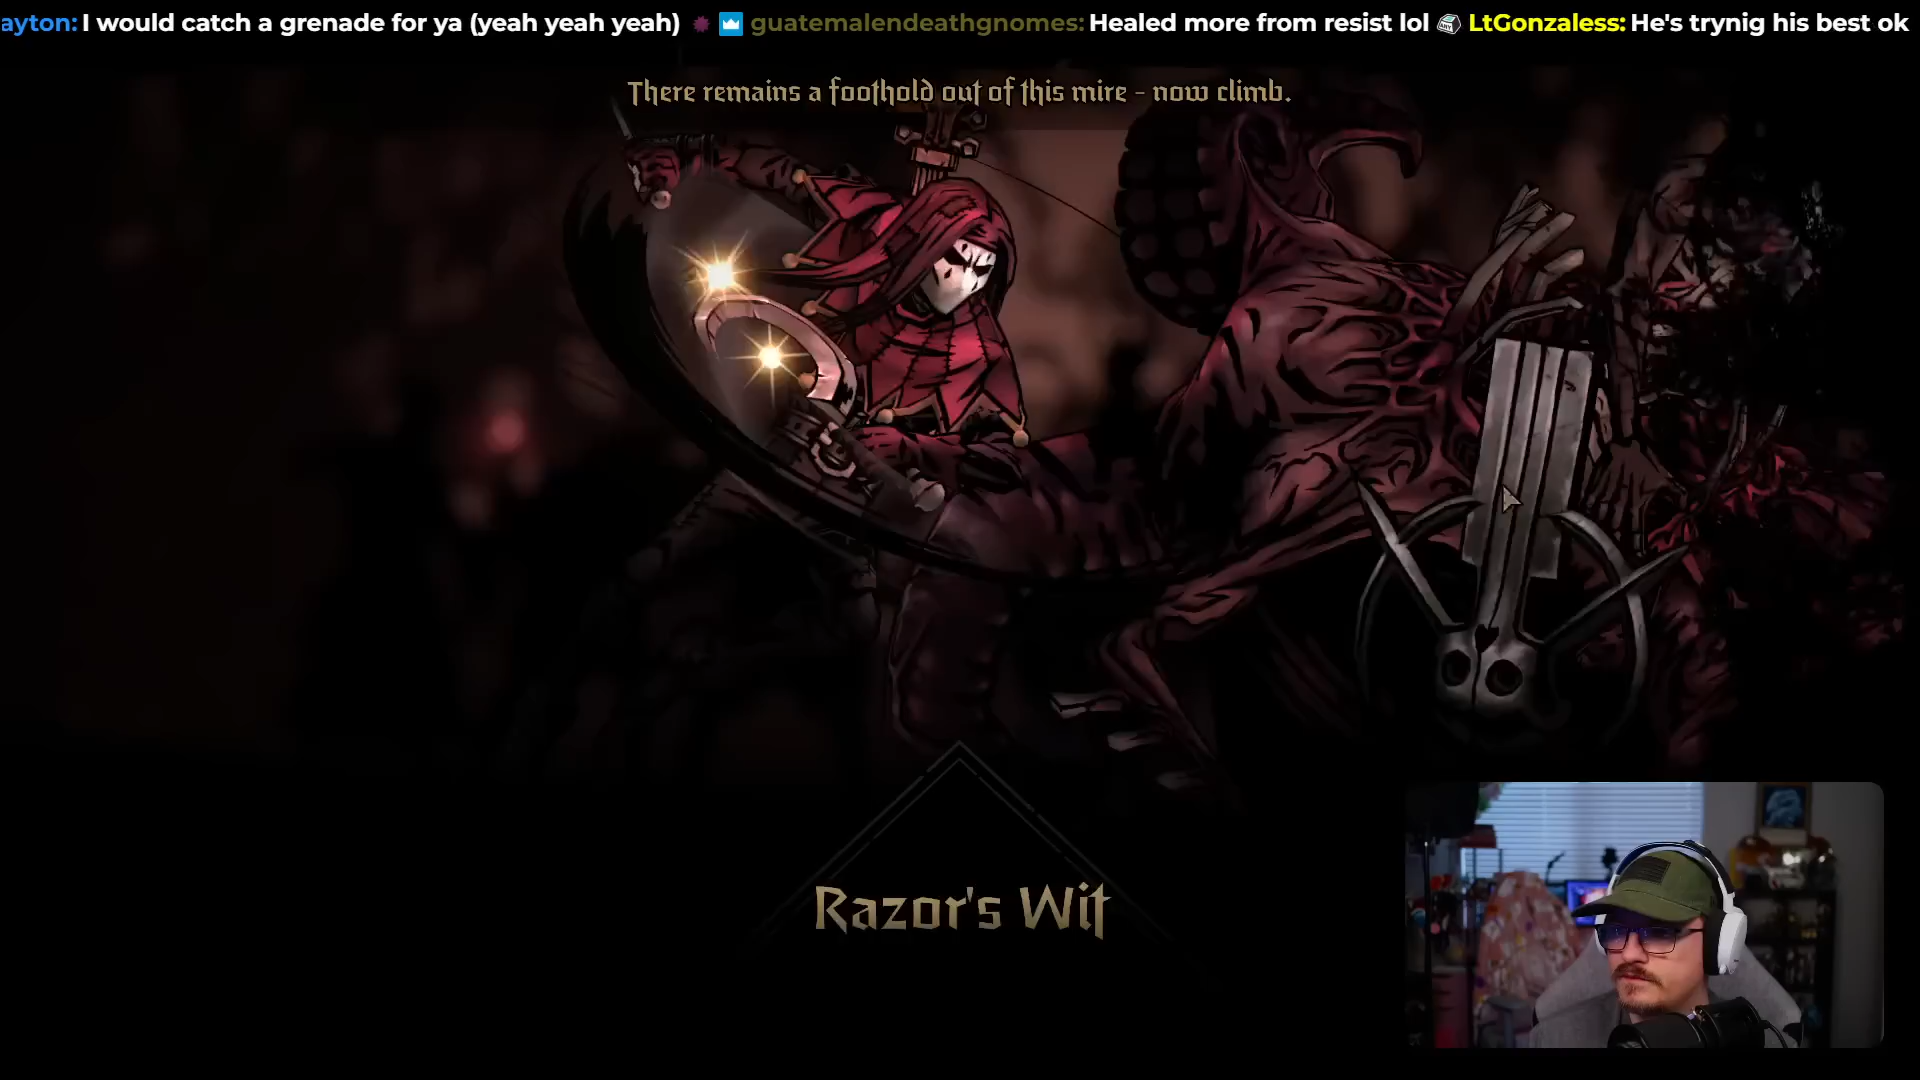 ayton: I would catch a grenade for ya (yeah yeah yeah) guatemalendeathgnomes: Healed more from resist lol LtGonzaless: He's trynig his best ok
There remains a foothold out of this mire - now climb.
Razor's Wit